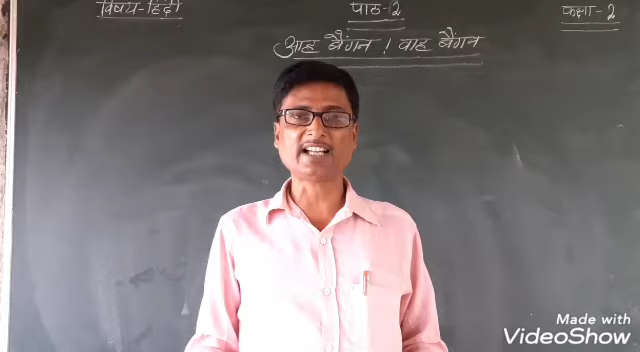 विषय-हिंदी
पाठ-2
कक्षा-2
आह बैंगन ! वाह बैंगन
Made with
VideoShow